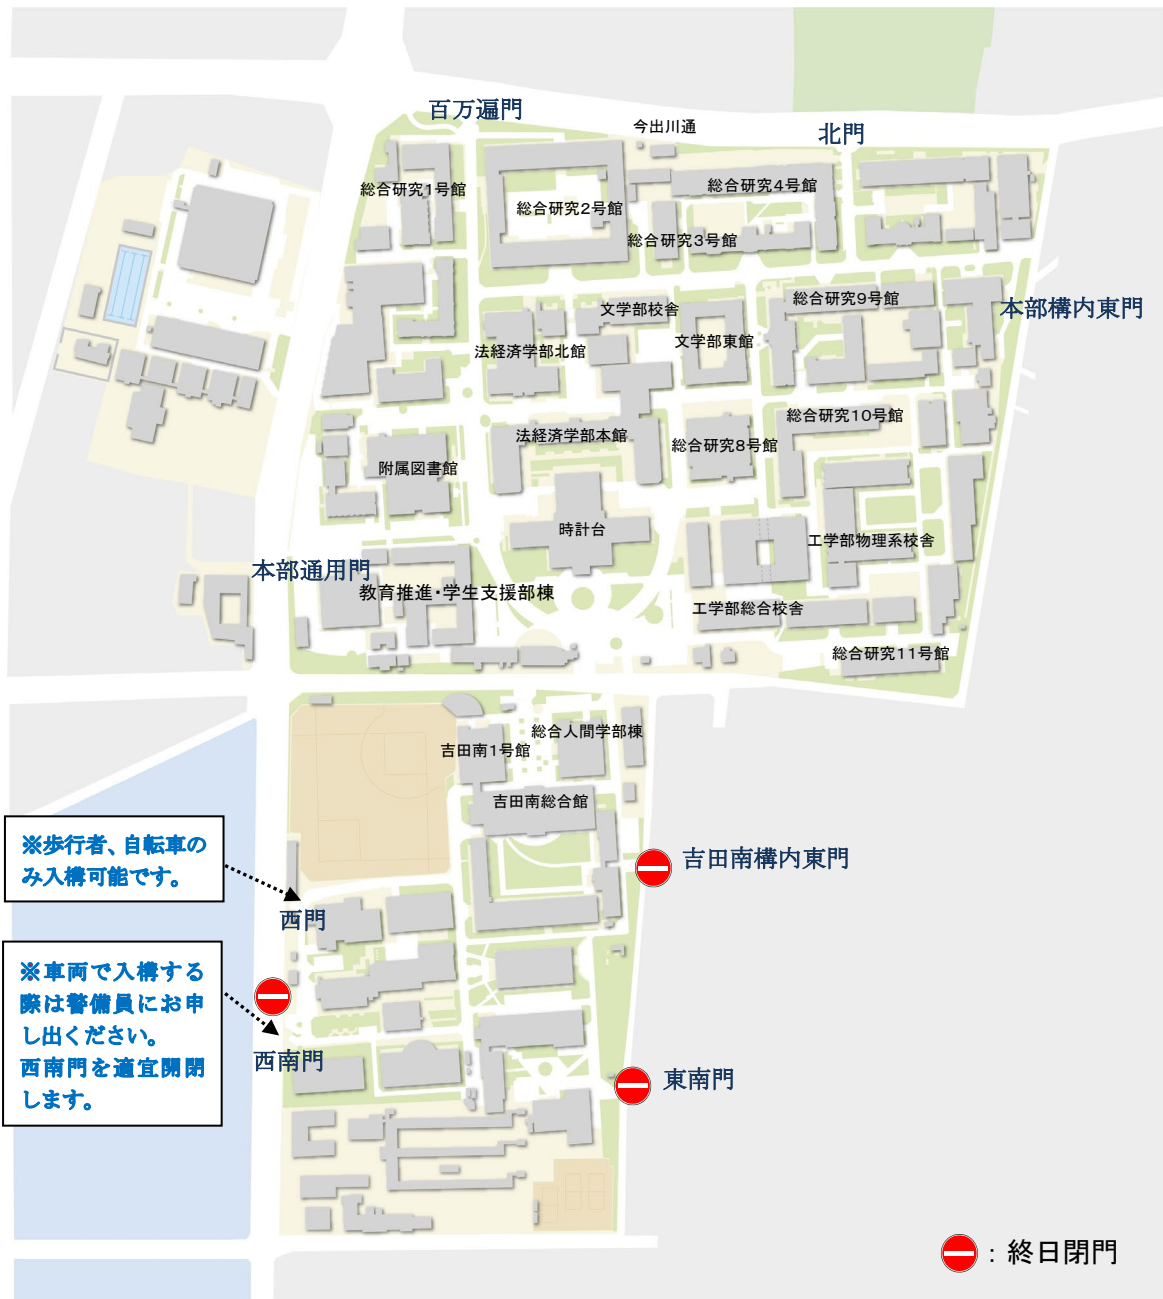 百万遍門
今出川通
北門
総合研究1号館
総合研究2号館
総合研究4号館
総合研究3号館
総合研究9号館
本部構内東門
文学部校舎
文学部東館
法経済学部北館
総合研究10号館
法経済学部本館
総合研究8号館
附属図書館
時計台
工学部物理系校舎
本部通用門
教育推進・学生支援部棟
工学部総合校舎
総合研究11号館
総合人間学部棟
吉田南1号館
吉田南総合館
※歩行者、自転車の
み入構可能です。
吉田南構内東門
西門
※車両で入構する
際は警備員にお申
し出ください。
西南門を適宜開閉
します。
西南門
東南門
：終日閉門